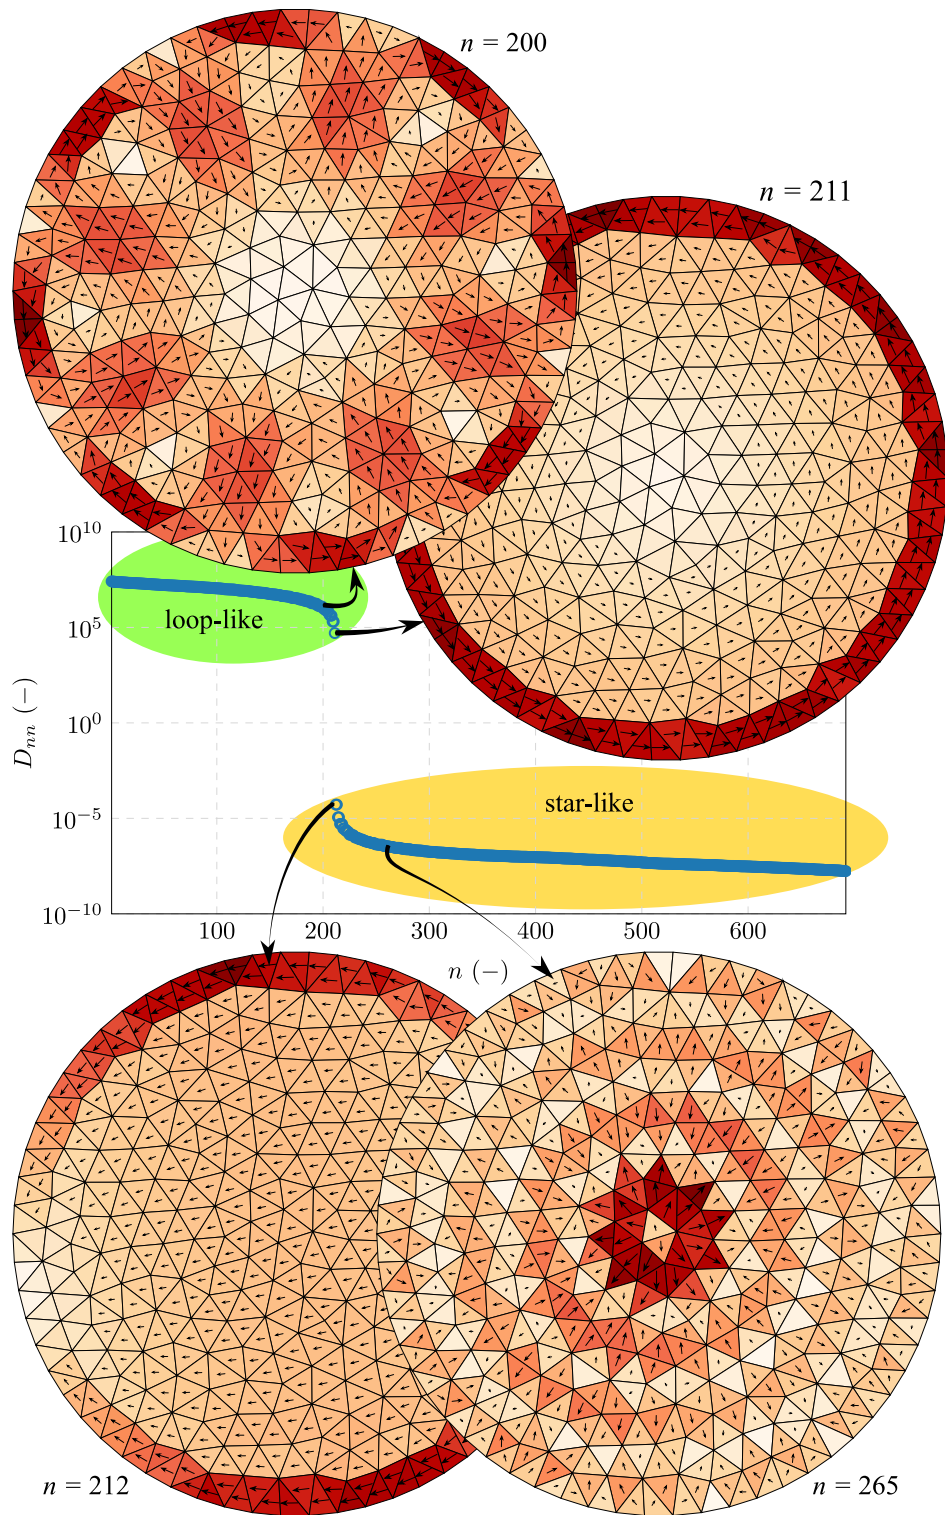 n = 200
n = 211
10^10
loop-like
10^5
10^0
D_nn (−)
star-like
10^−5
10^−10
100 200 300 400 500 600
n (−)
n = 212
n = 265